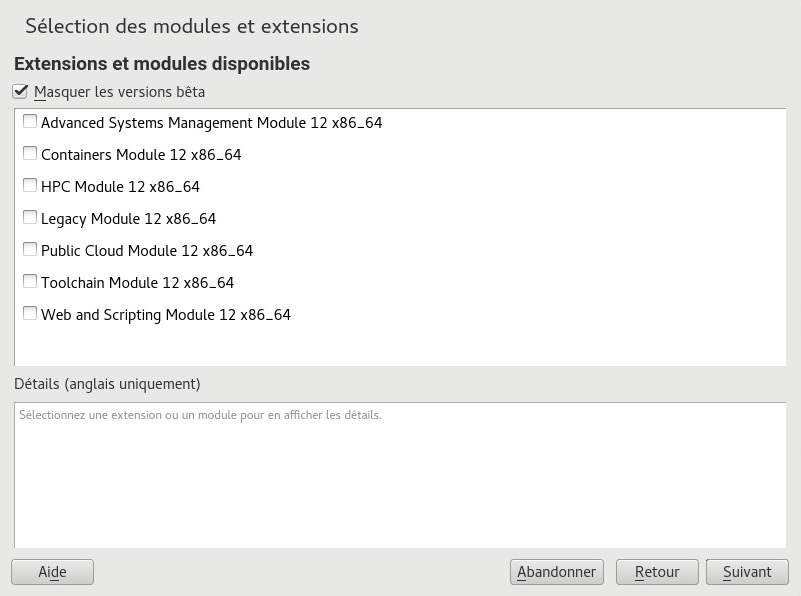 Sélection des modules et extensions
Extensions et modules disponibles
Masquer les versions bêta
Advanced Systems Management Module 12 x86_64
Containers Module 12 x86_64
HPC Module 12 x86_64
Legacy Module 12 x86_64
Public Cloud Module 12 x86_64
Toolchain Module 12 x86_64
Web and Scripting Module 12 x86_64
Détails (anglais uniquement)
Sélectionnez une extension ou un module pour en afficher les détails.
Aide Abandonner Retour Suivant